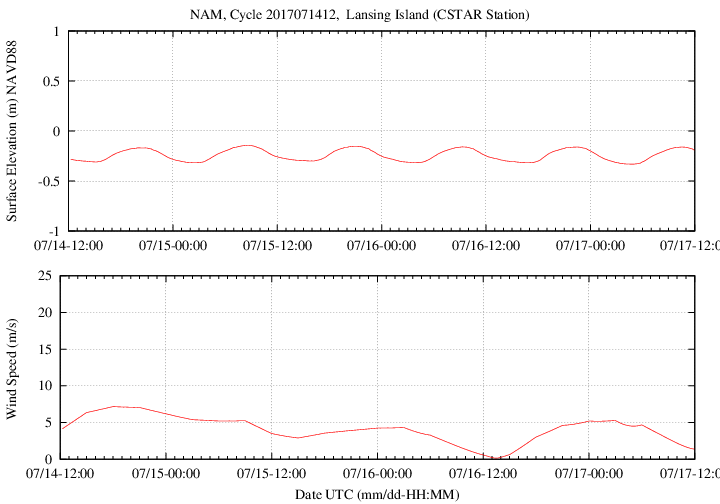 NAM, Cycle 2017071412,  Lansing Island (CSTAR Station)
Surface Elevation (m) NAVD88
1
0.5
0
-0.5
-1
07/14-12:00 07/15-00:00 07/15-12:00 07/16-00:00 07/16-12:00 07/17-00:00 07/17-12:0
Wind Speed (m/s)
25
20
15
10
5
0
07/14-12:00 07/15-00:00 07/15-12:00 07/16-00:00 07/16-12:00 07/17-00:00 07/17-12:0
Date UTC (mm/dd-HH:MM)